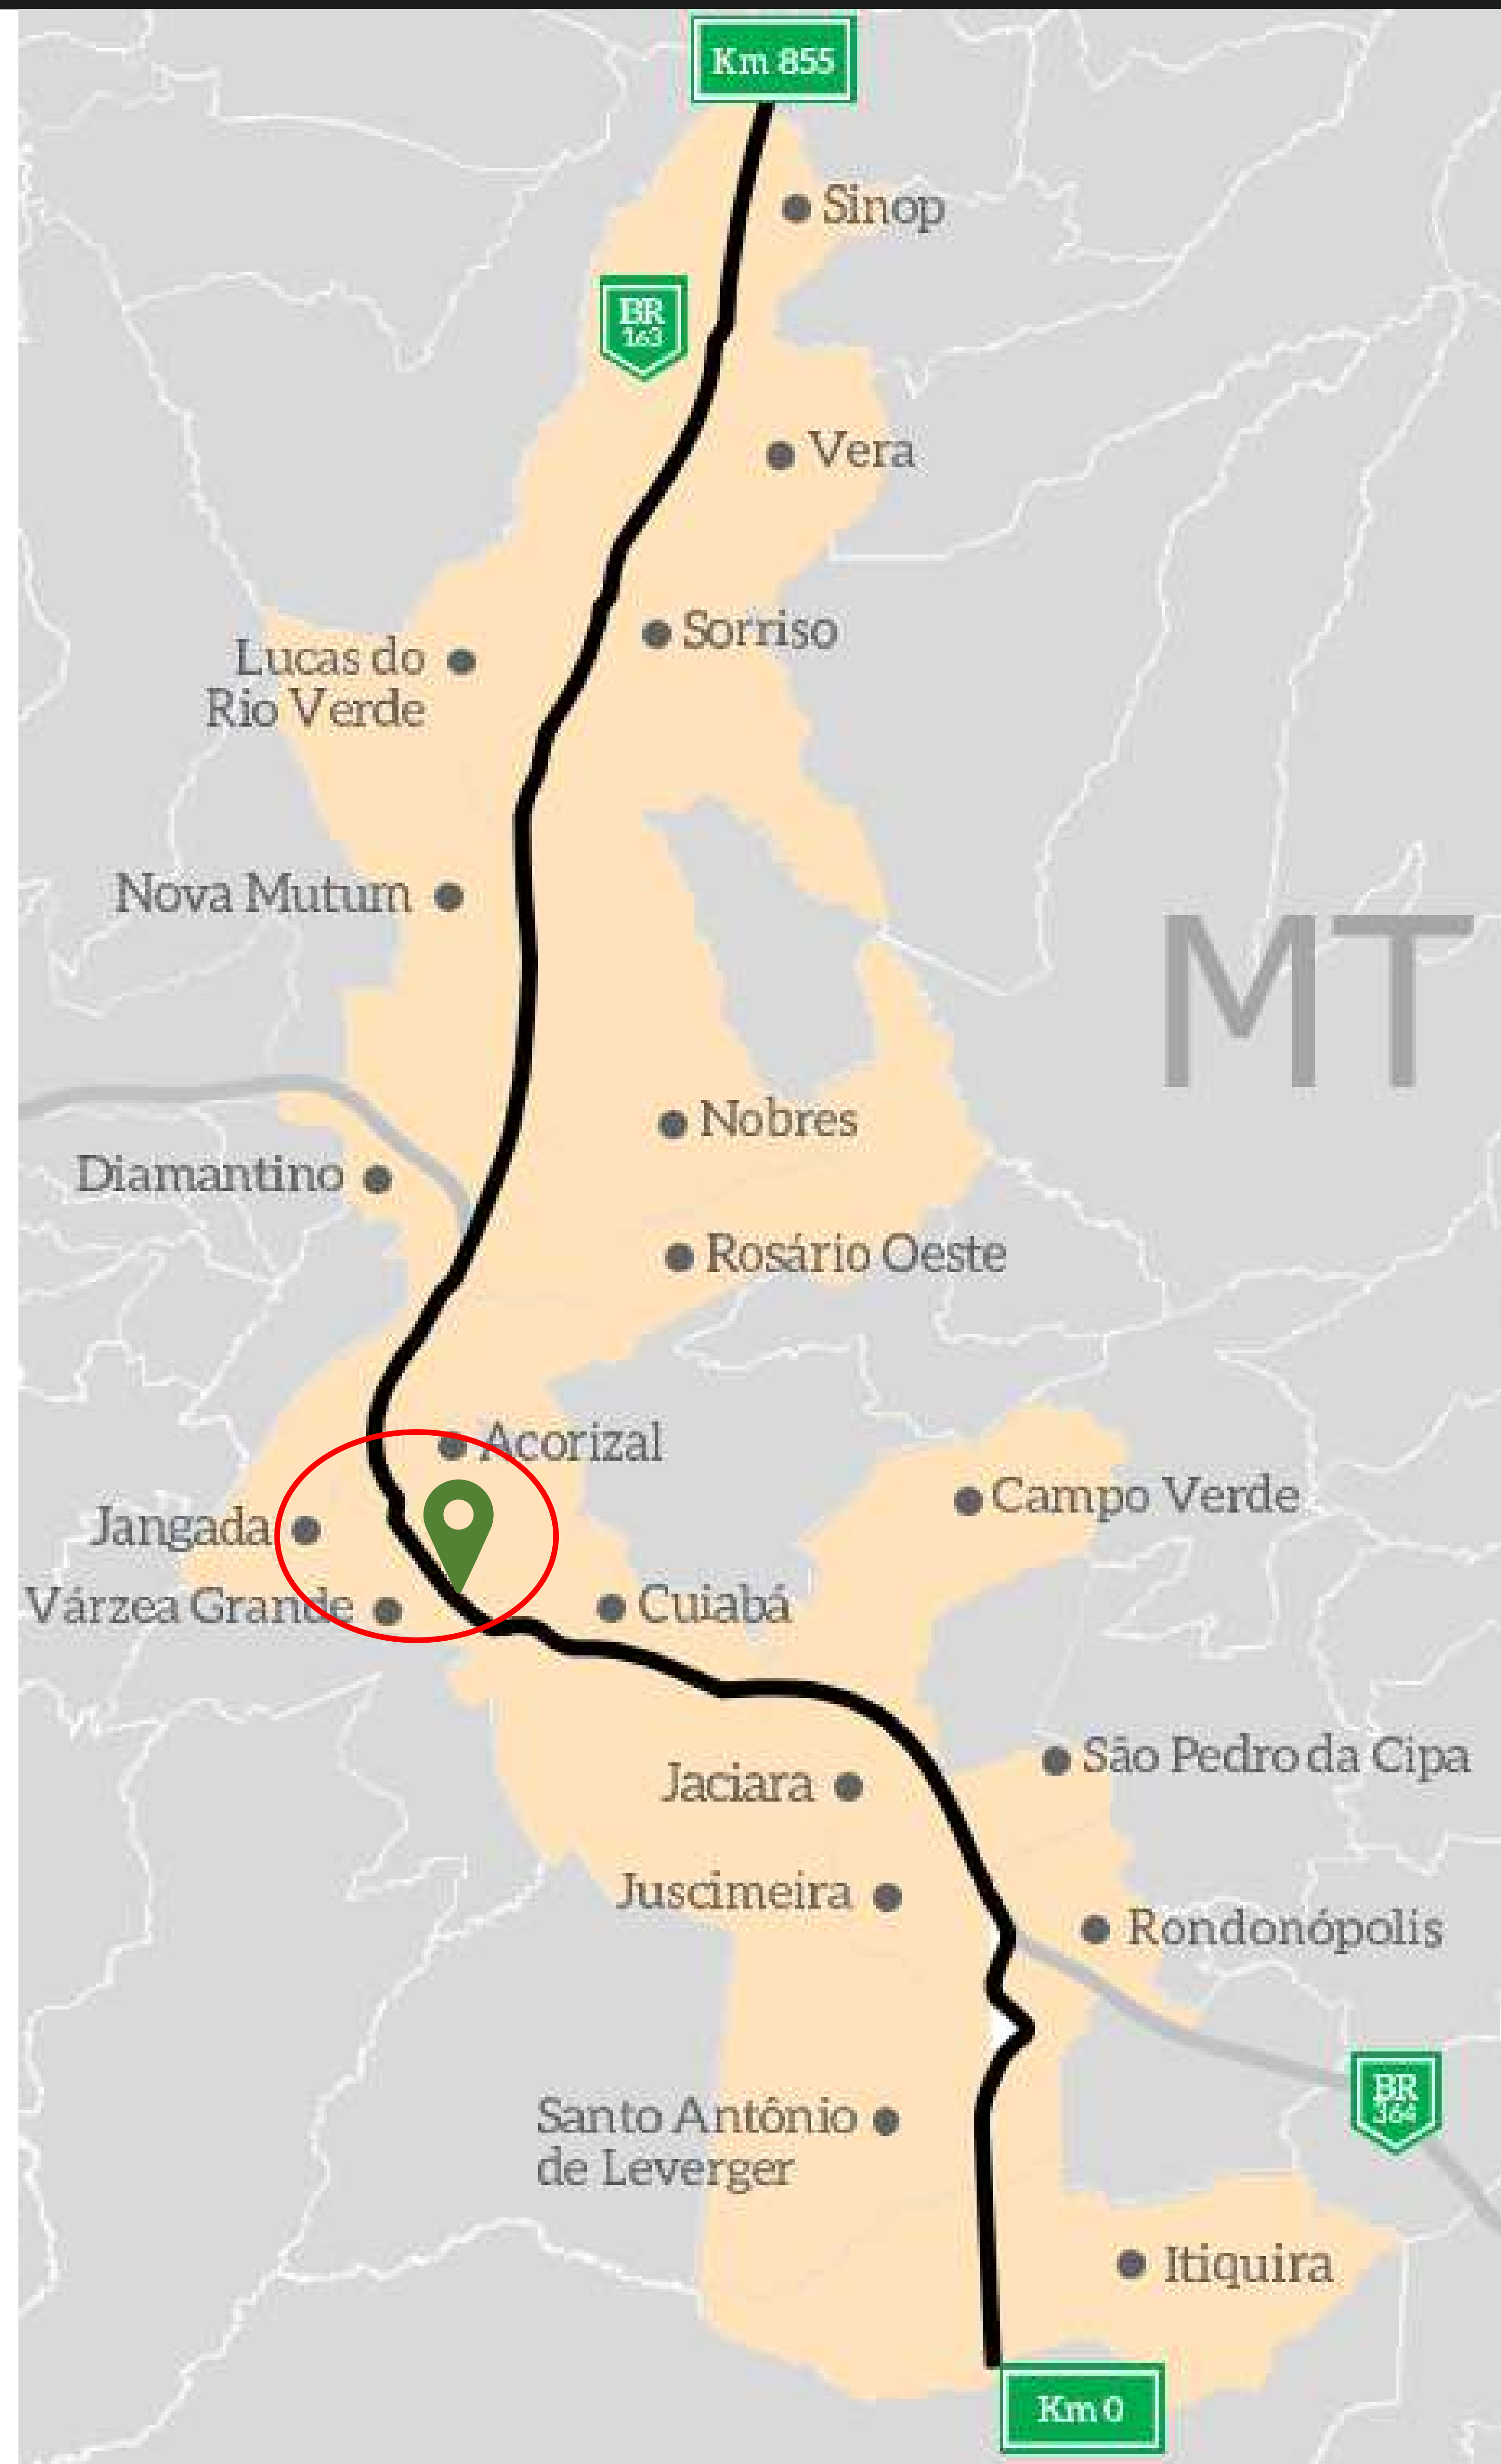 Km 855
Sinop
BR
163
Vera
Sorriso
Lucas do
Rio Verde
Nova Mutum
MT
Nobres
Diamantino
Rosário Oeste
Acorizal
Campo Verde
Jangada
Várzea Grande
Cuiabá
São Pedro da Cipa
Jaciara
Juscimeira
Rondonópolis
BR
364
Santo Antônio
de Leverger
Itiquira
Km 0